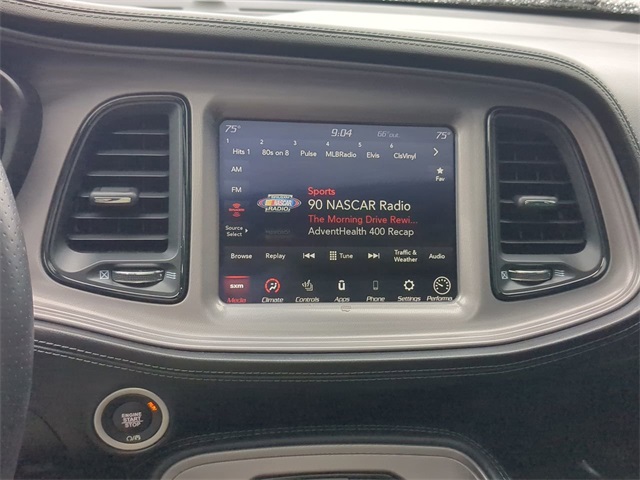 75° 9:04 66°out 75°
1 2 3 4 5 6
Hits 1 80s on 8 Pulse MLBRadio Elvis ClsVinyl
AM
FM
Fav
Source
Select
Sports
90 NASCAR Radio
The Morning Drive Rewi...
AdventHealth 400 Recap
RADIO
Browse Replay Tune Traffic &
Weather Audio
sxm
Media Climate Controls Apps Phone Settings Performa
ENGINE
START
STOP
RUN